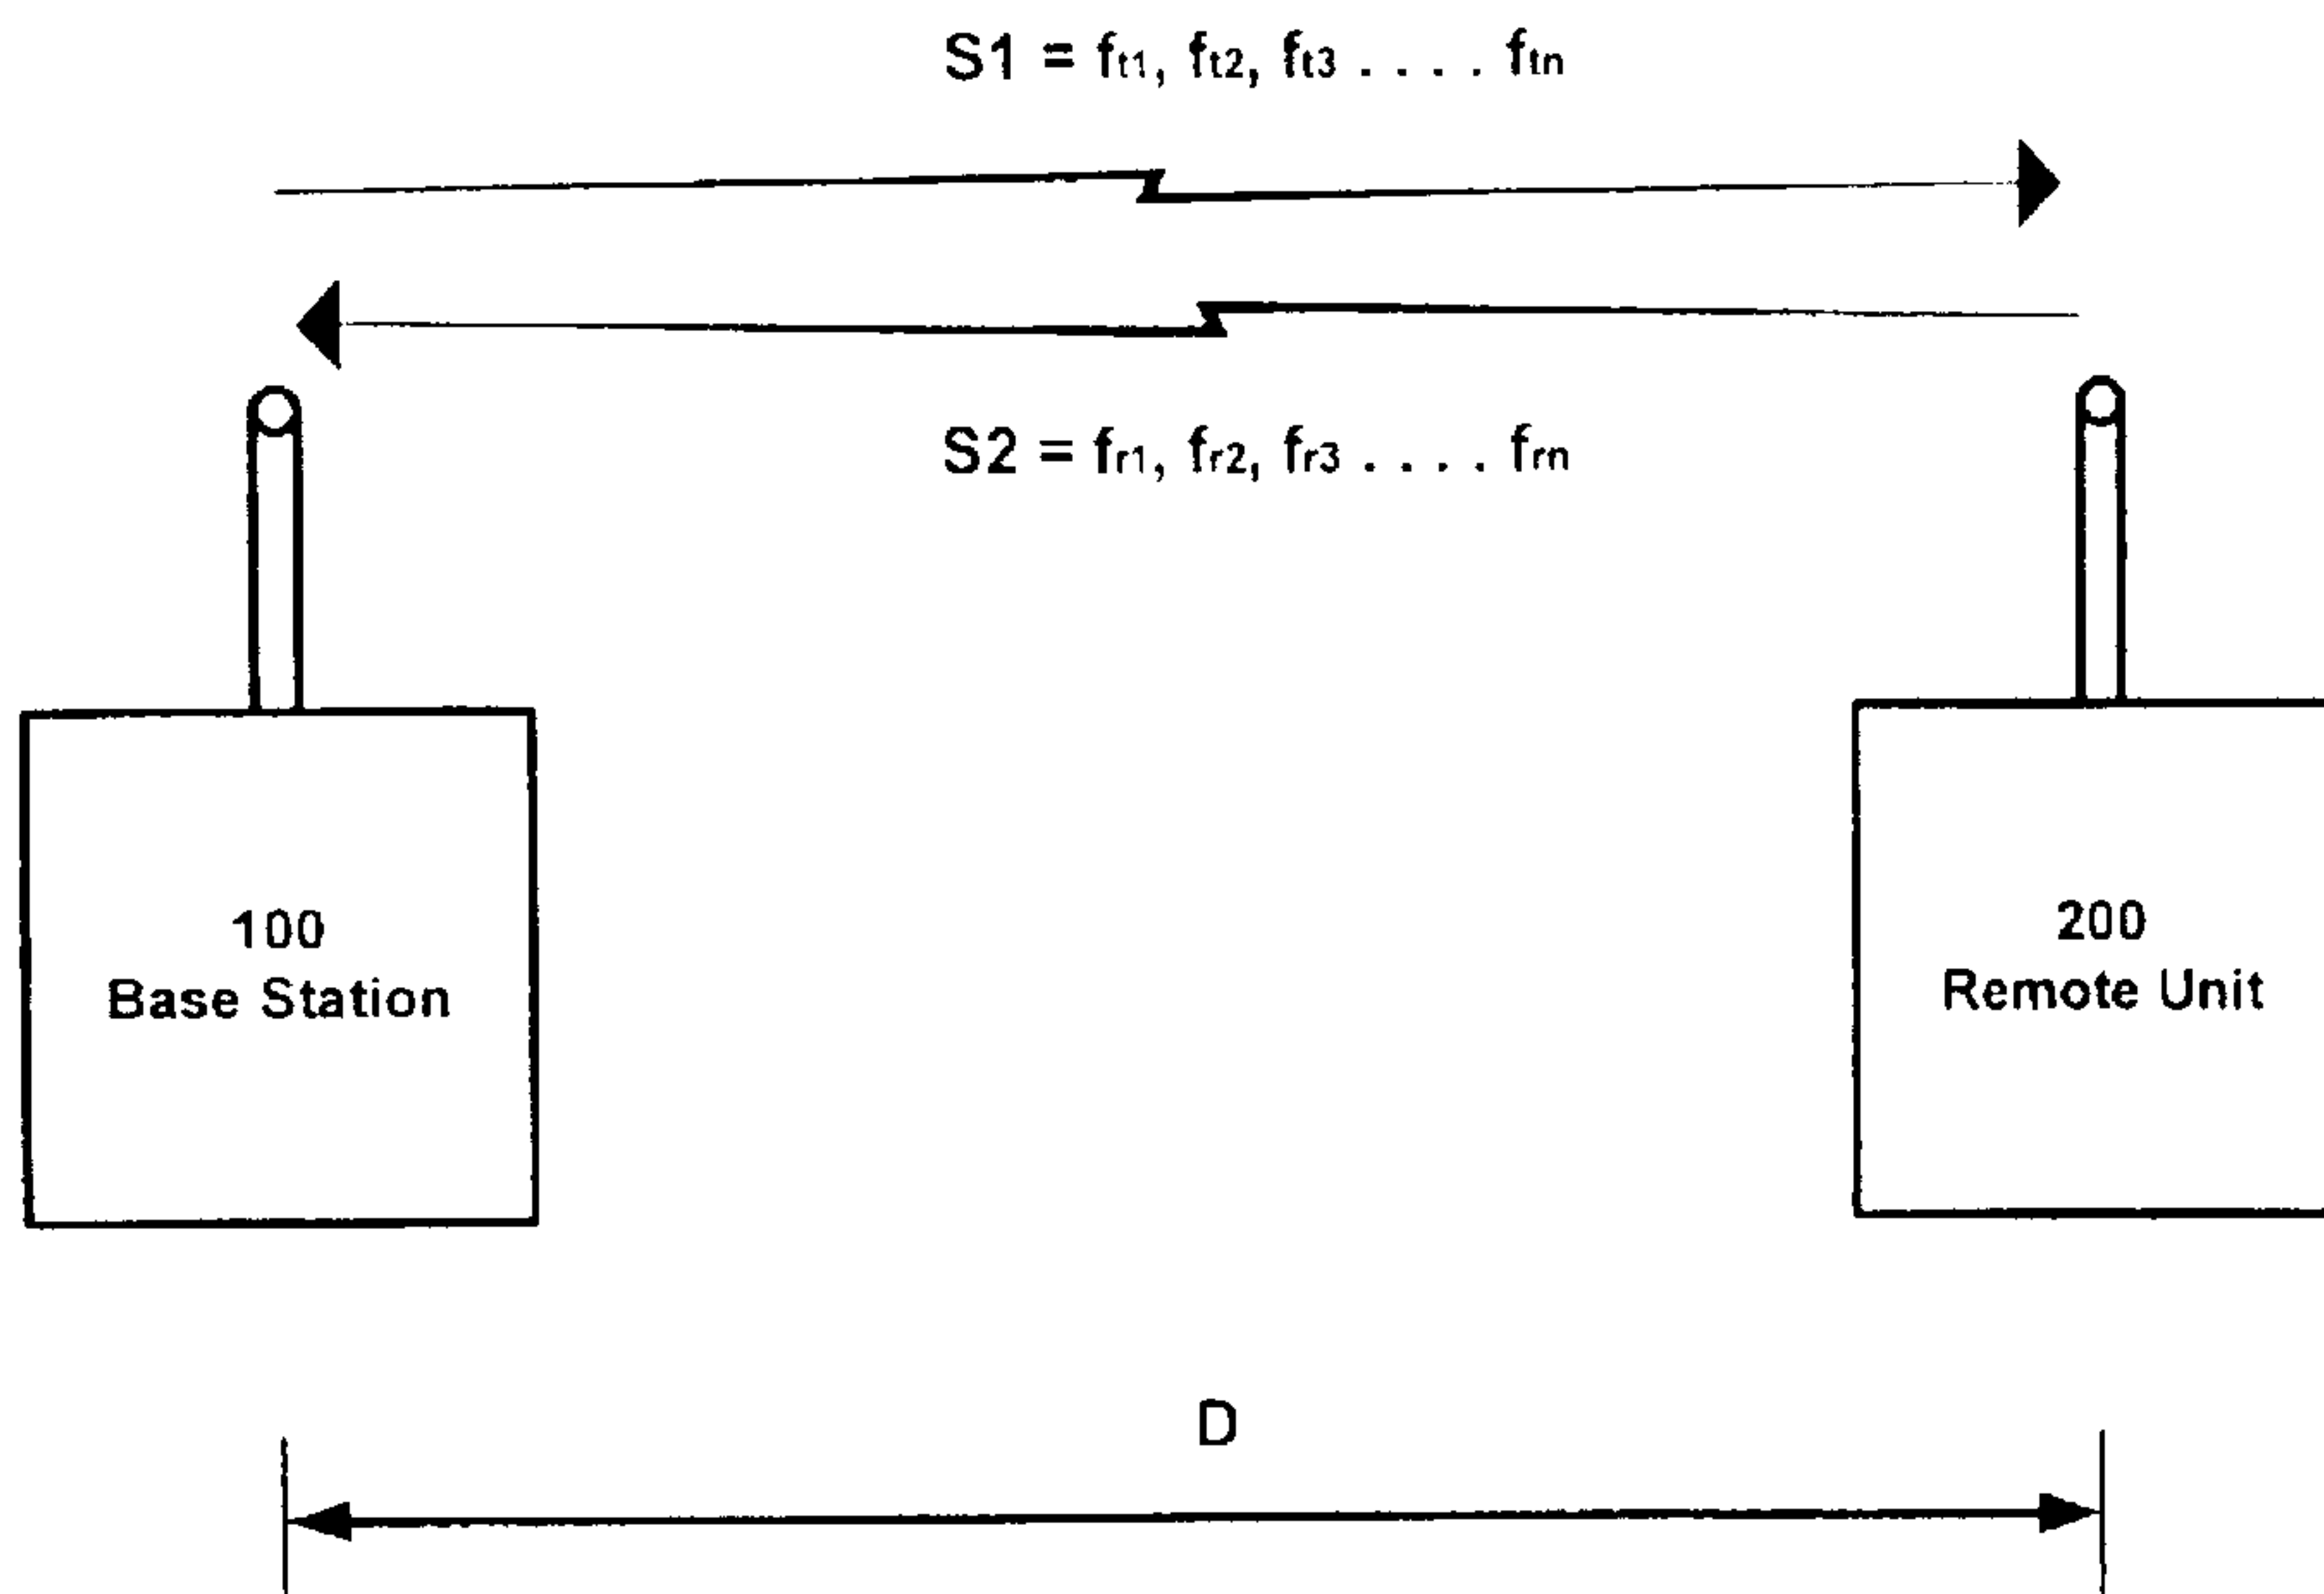 S1 = ft1, ft2, ft3 . . . . ftn
S2 = fr1, fr2, fr3 . . . . frn
100
Base Station
200
Remote Unit
D